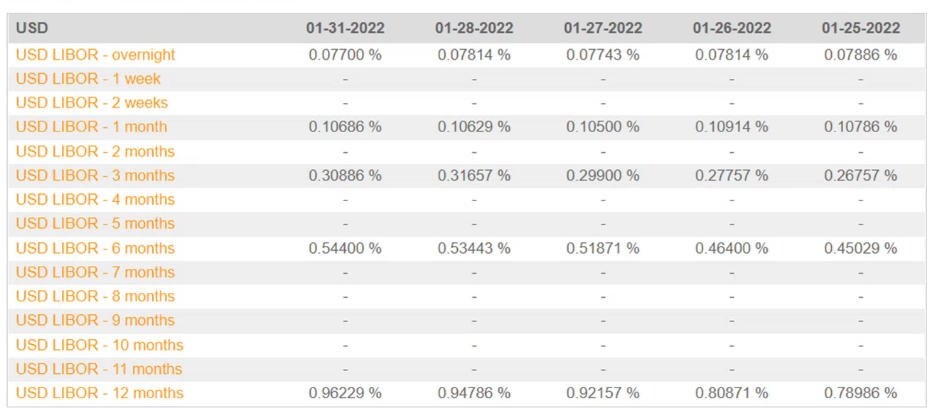 USD 01-31-2022 01-28-2022 01-27-2022 01-26-2022 01-25-2022
USD LIBOR - overnight 0.07700 % 0.07814 % 0.07743 % 0.07814 % 0.07886 %
USD LIBOR - 1 week - - - - -
USD LIBOR - 2 weeks - - - - -
USD LIBOR - 1 month 0.10686 % 0.10629 % 0.10500 % 0.10914 % 0.10786 %
USD LIBOR - 2 months - - - - -
USD LIBOR - 3 months 0.30886 % 0.31657 % 0.29900 % 0.27757 % 0.26757 %
USD LIBOR - 4 months - - - - -
USD LIBOR - 5 months - - - - -
USD LIBOR - 6 months 0.54400 % 0.53443 % 0.51871 % 0.46400 % 0.45029 %
USD LIBOR - 7 months - - - - -
USD LIBOR - 8 months - - - - -
USD LIBOR - 9 months - - - - -
USD LIBOR - 10 months - - - - -
USD LIBOR - 11 months - - - - -
USD LIBOR - 12 months 0.96229 % 0.94786 % 0.92157 % 0.80871 % 0.78986 %